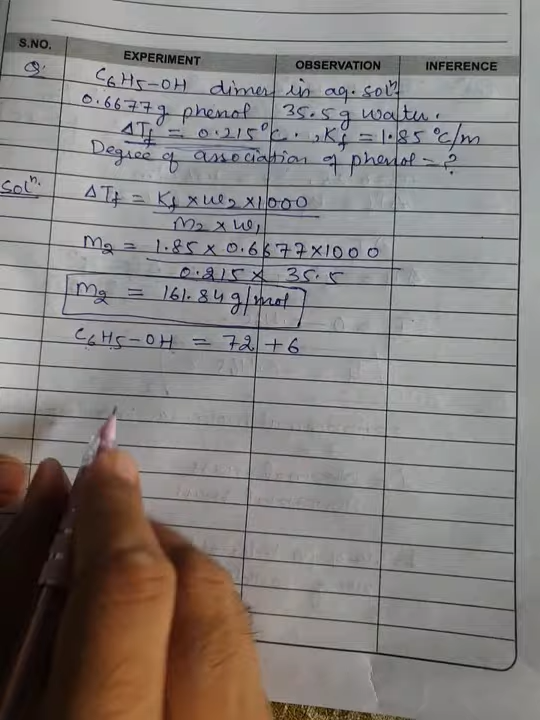 S.NO. EXPERIMENT OBSERVATION INFERENCE
Q: C6H5-OH dimer in aq. solⁿ.
0.6677g phenol 35.5g water.
ΔTf = 0.215°C., Kf = 1.85 °C/m
Degree of association of phenol = ?
Solⁿ. ΔTf = Kf × w2 × 1000
M2 × w1
M2 = 1.85 × 0.6677 × 1000
0.215 × 35.5
M2 = 161.84 g/mol
C6H5-OH = 72 + 6